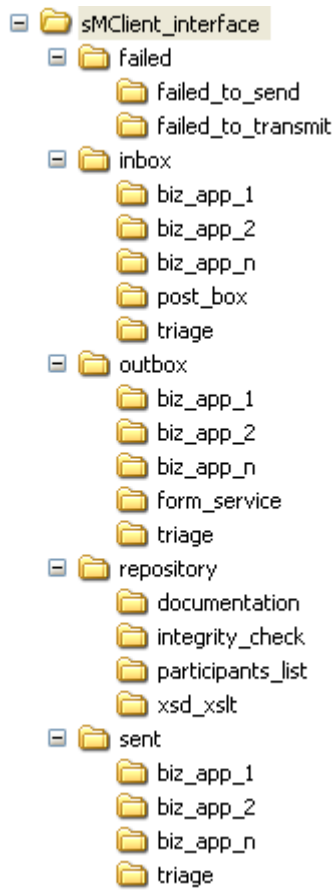 sMClient_interface
failed
failed_to_send
failed_to_transmit
inbox
biz_app_1
biz_app_2
biz_app_n
post_box
triage
outbox
biz_app_1
biz_app_2
biz_app_n
form_service
triage
repository
documentation
integrity_check
participants_list
xsd_xslt
sent
biz_app_1
biz_app_2
biz_app_n
triage